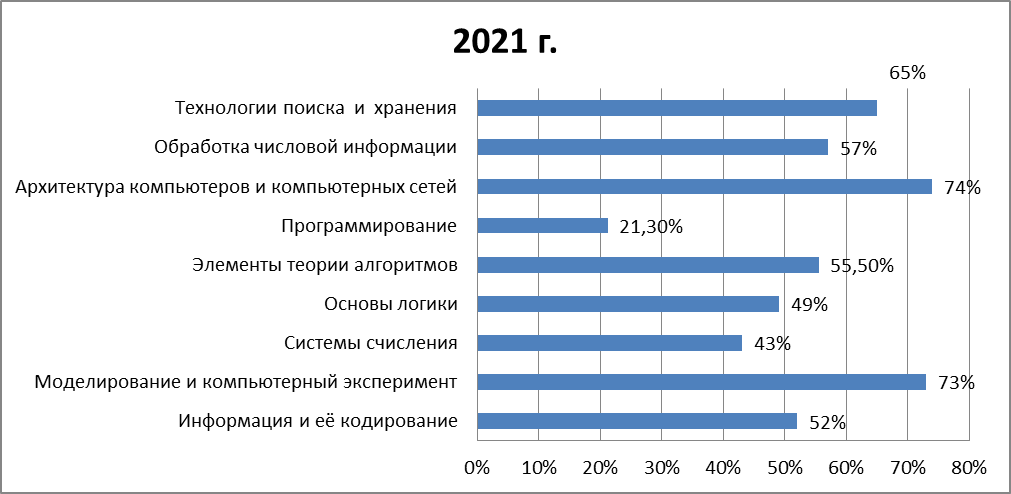 2021 г.
65%
Технологии поиска и хранения
Обработка числовой информации 57%
Архитектура компьютеров и компьютерных сетей 74%
Программирование 21,30%
Элементы теории алгоритмов 55,50%
Основы логики 49%
Системы счисления 43%
Моделирование и компьютерный эксперимент 73%
Информация и её кодирование 52%
0% 10% 20% 30% 40% 50% 60% 70% 80%